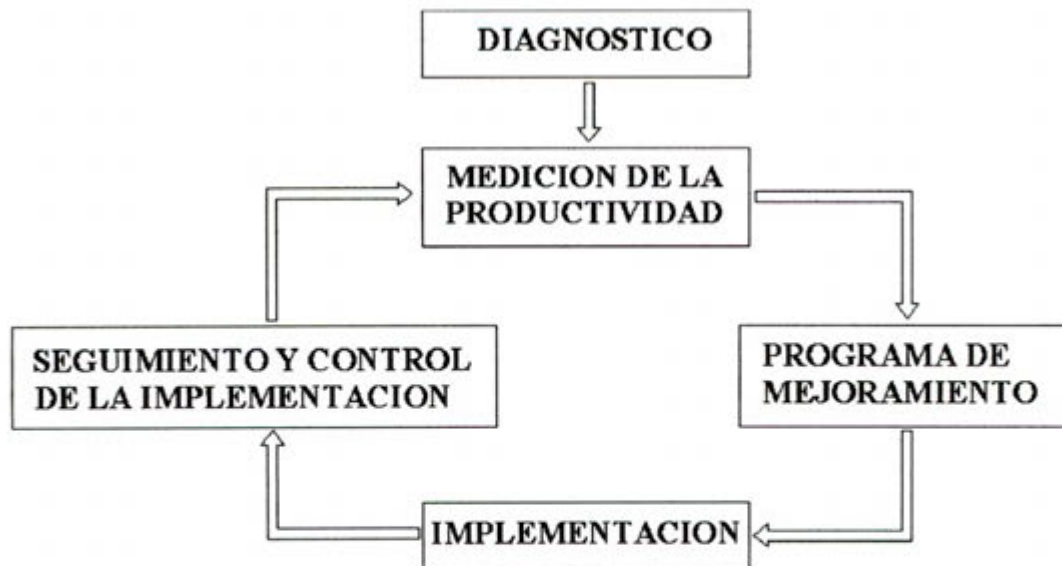 DIAGNOSTICO
MEDICION DE LA
PRODUCTIVIDAD
SEGUIMIENTO Y CONTROL
DE LA IMPLEMENTACION
PROGRAMA DE
MEJORAMIENTO
IMPLEMENTACION